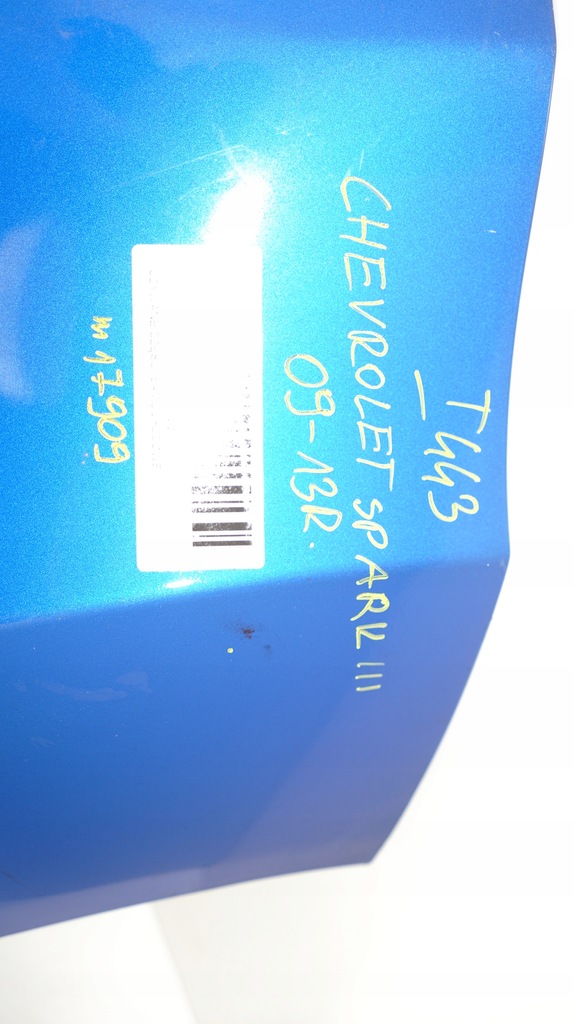 T443
CHEVROLET SPARK III
09-13R.
m17909